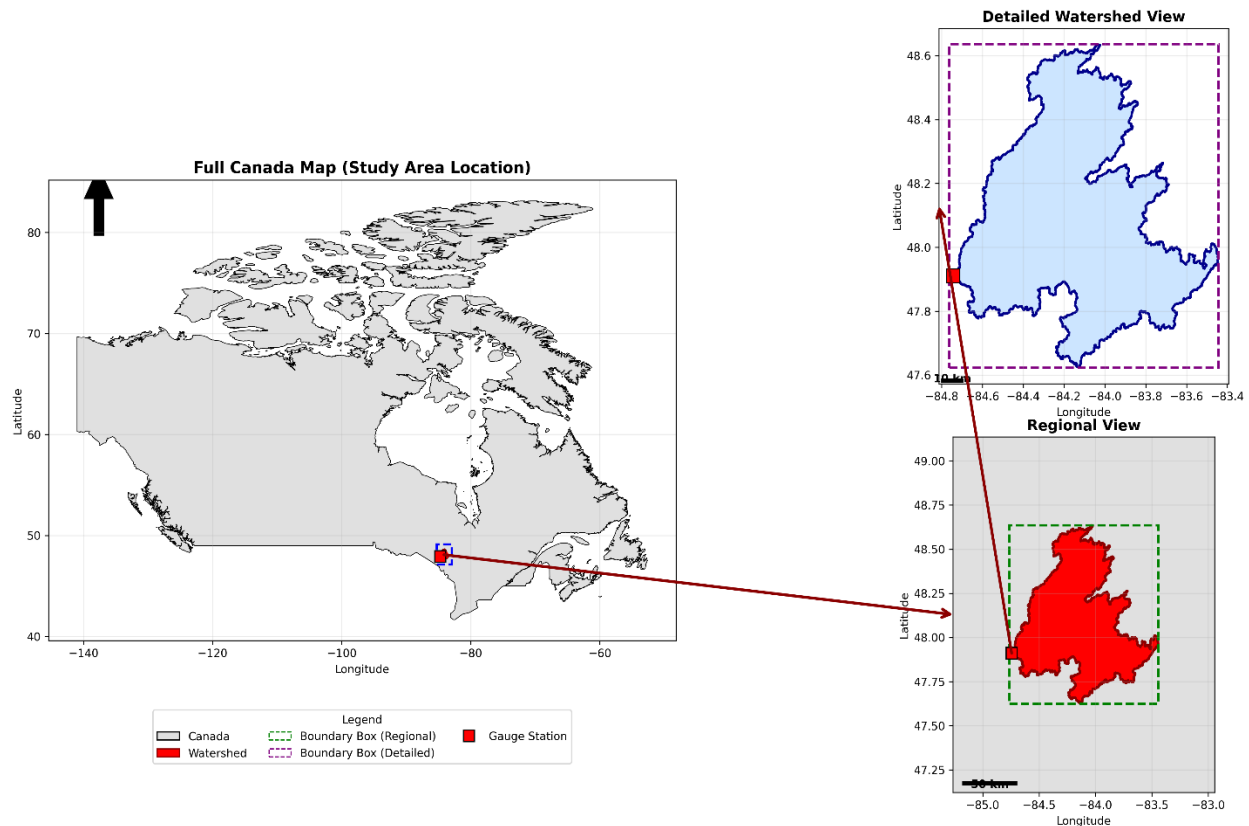 Full Canada Map (Study Area Location)
80
70
60
50
40
Latitude
−140
−120
−100
−80
−60
Longitude
Legend
Canada
Watershed
Boundary Box (Regional)
Boundary Box (Detailed)
Gauge Station
Detailed Watershed View
48.6
48.4
48.2
48.0
47.8
47.6
Latitude
10 km
−84.8
−84.6
−84.4
−84.2
−84.0
−83.8
−83.6
−83.4
Longitude
Regional View
49.00
48.75
48.50
48.25
48.00
47.75
47.50
47.25
Latitude
50 km
−85.0
−84.5
−84.0
−83.5
−83.0
Longitude